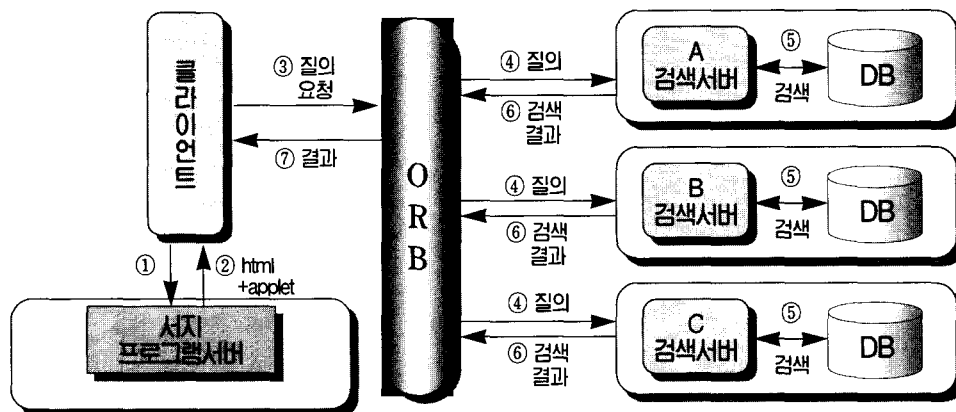 클라이언트
③ 질의
요청
⑦ 결과
①
② html
+applet
서지
프로그램서버
O
R
B
④ 질의
⑥ 검색
결과
A
검색서버
⑤
검색
DB
④ 질의
⑥ 검색
결과
B
검색서버
⑤
검색
DB
④ 질의
⑥ 검색
결과
C
검색서버
⑤
검색
DB